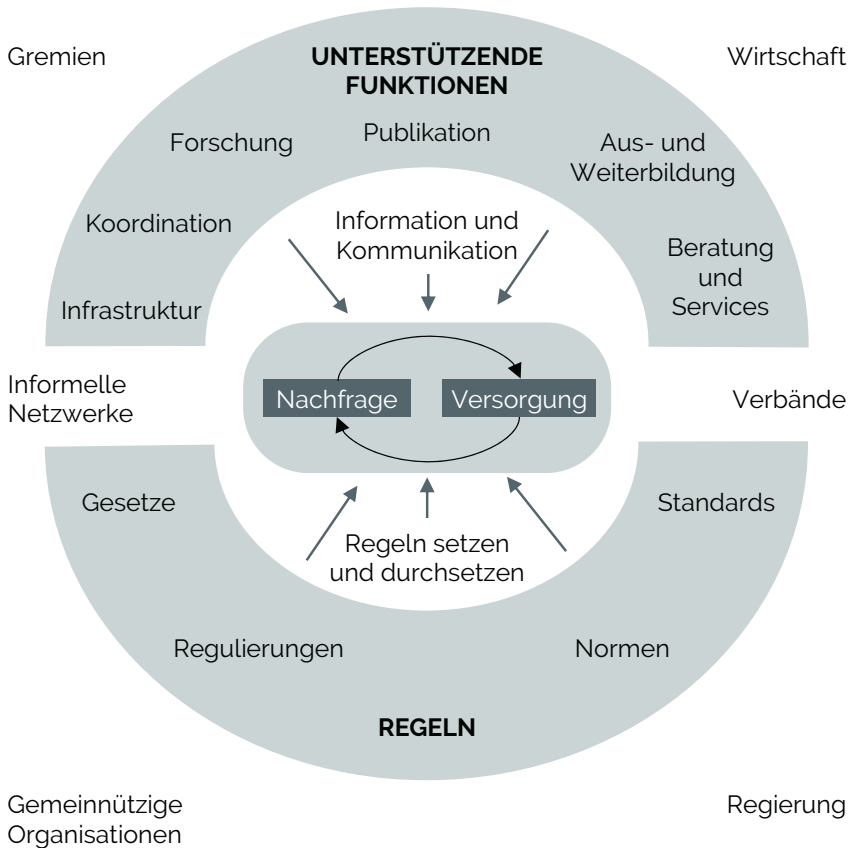 Gremien
UNTERSTÜTZENDE
FUNKTIONEN
Wirtschaft
Forschung
Publikation
Aus- und
Weiterbildung
Koordination
Information und
Kommunikation
Beratung
und
Services
Infrastruktur
Informelle
Netzwerke
Nachfrage
Versorgung
Verbände
Gesetze
Standards
Regeln setzen
und durchsetzen
Regulierungen
Normen
REGELN
Gemeinnützige
Organisationen
Regierung